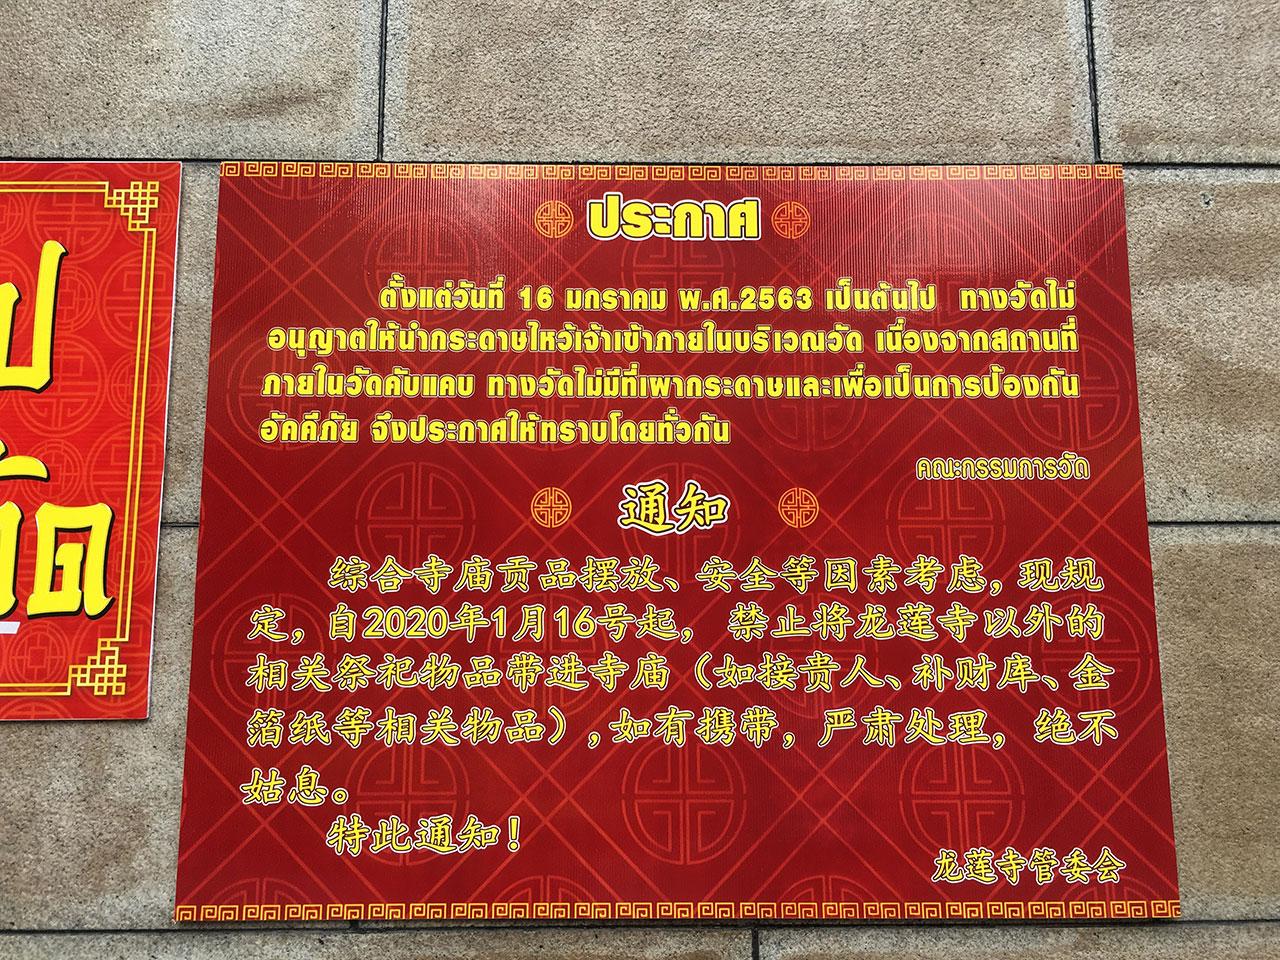 ประกาศ
ตั้งแต่วันที่ 16 มกราคม พ.ศ.2563 เป็นต้นไป ทางวัดไม่
อนุญาตให้นำกระดาษไหว้เจ้าเข้าภายในบริเวณวัด เนื่องจากสถานที่
ภายในวัดคับแคบ ทางวัดไม่มีที่เผากระดาษและเพื่อเป็นการป้องกัน
อัคคีภัย จึงประกาศให้ทราบโดยทั่วกัน
คณะกรรมการวัด
通知
综合寺庙贡品摆放、安全等因素考虑，现规
定，自2020年1月16号起，禁止将龙莲寺以外的
相关祭祀物品带进寺庙（如接贵人、补财库、金
箔纸等相关物品），如有携带，严肃处理，绝不
姑息。
特此通知！
龙莲寺管委会